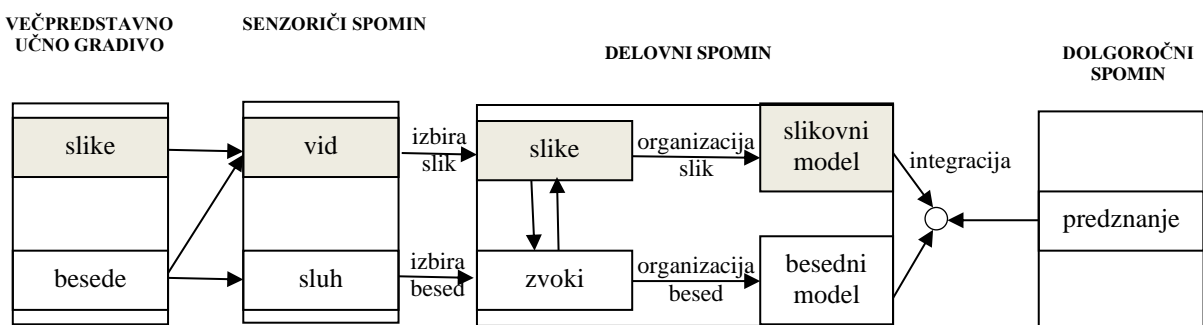 VEČPREDSTAVNO
UČNO GRADIVO
SENZORIČI SPOMIN
DELOVNI SPOMIN
DOLGOROČNI
SPOMIN
slike
vid
izbira
slik
slike
organizacija
slik
slikovni
model
integracija
predznanje
besede
sluh
izbira
besed
zvoki
organizacija
besed
besedni
model